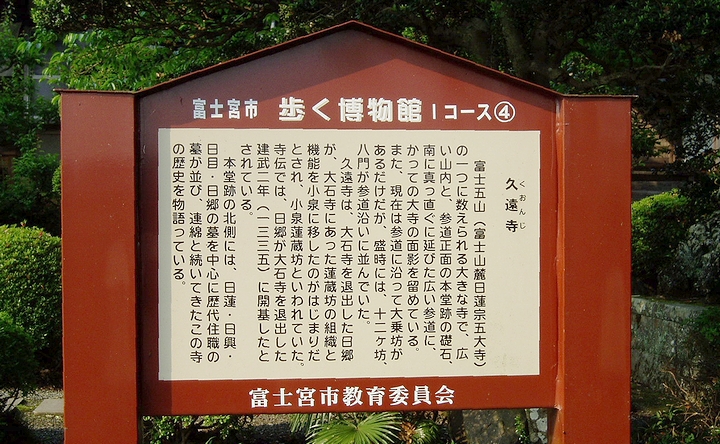 富士宮市 歩く博物館 Iコース④
久遠寺
くおんじ
富士五山(富士山麓日蓮宗五大寺)
の一つに数えられる大きな寺で、広
い山内と、参道正面の本堂跡の礎石、
南に真っ直ぐに延びた広い参道に、
かつての大寺の面影を留めている。
また、現在は参道に沿って大乗坊が
あるだけだが、盛時には、十二ヶ坊、
八門が参道沿いに並んでいた。
久遠寺は、大石寺を退出した日郷
が、大石寺にあった蓮蔵坊の組織と
機能を小泉に移したのがはじまりだ
とされ、小泉蓮蔵坊といわれていた。
寺伝では、日郷が大石寺を退出した
建武二年(一三三五)に開基したと
されている。
本堂跡の北側には、日蓮・日興・
日目・日郷の墓を中心に歴代住職の
墓が並び、連綿と続いてきたこの寺
の歴史を物語っている。
富士宮市教育委員会